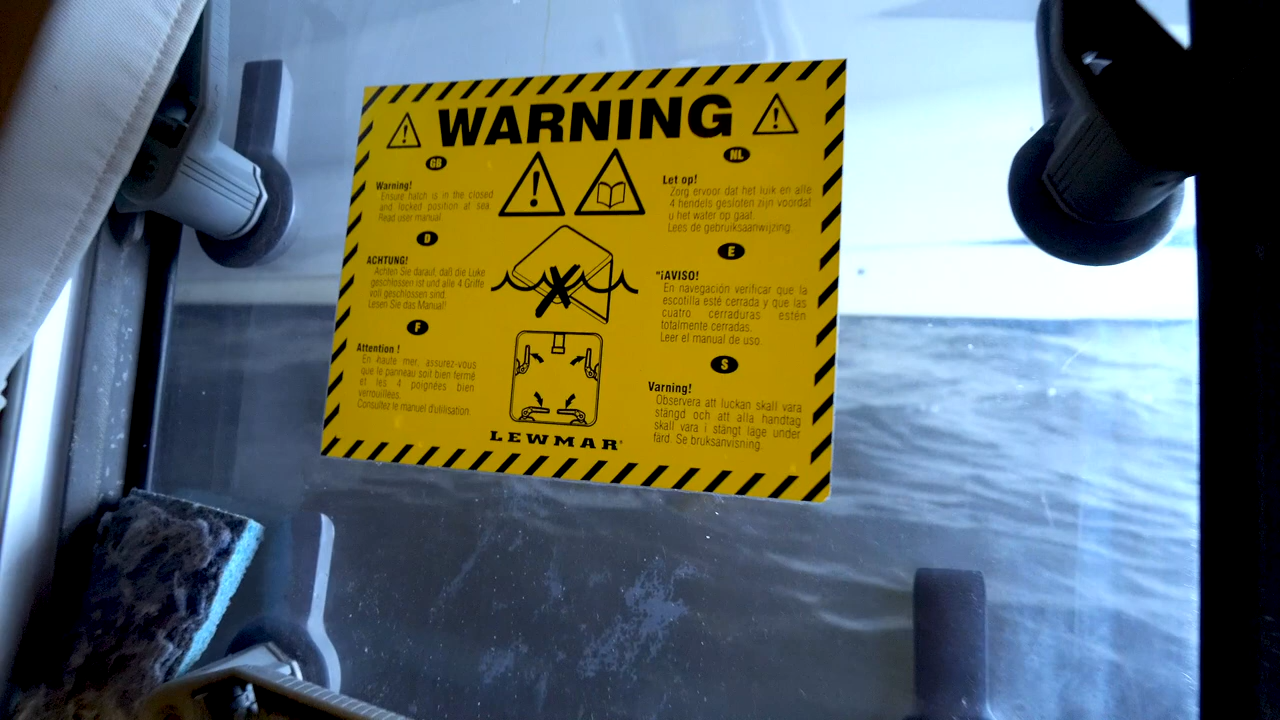 WARNING
GB
Warning!
Ensure hatch is in the closed
and locked position at sea.
Read user manual.
D
ACHTUNG!
Achten Sie darauf, daß die Luke
geschlossen ist und alle 4 Griffe
voll geschlossen sind.
Lesen Sie das Manual!
F
Attention !
En haute mer, assurez-vous
que le panneau soit bien fermé
et les 4 poignées bien
verrouillées.
Consultez le manuel d'utilisation.
NL
Let op!
Zorg ervoor dat het luik en alle
4 hendels gesloten zijn voordat
u het water op gaat.
Lees de gebruiksaanwijzing.
E
"¡AVISO!
En navegación verificar que la
escotilla esté cerrada y que las
cuatro cerraduras estén
totalmente cerradas.
Leer el manual de uso.
S
Varning!
Observera att luckan skall vara
stängd och att alla handtag
skall vara i stängt läge under
färd. Se bruksanvisning.
LEWMAR